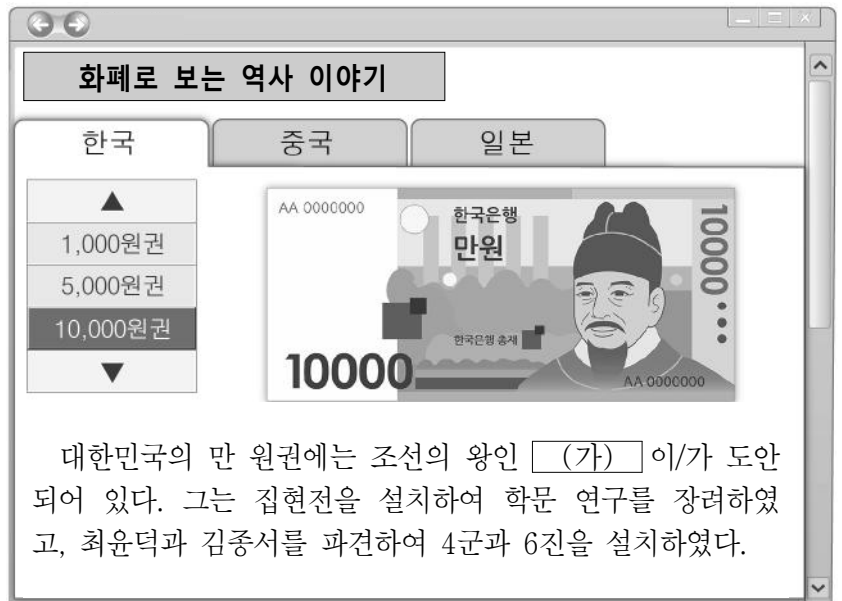 화폐로 보는 역사 이야기
한국 중국 일본
▲
1,000원권
5,000원권
10,000원권
▼
AA 0000000
한국은행
만원
10000
한국은행 총재
10000
AA 0000000
대한민국의 만 원권에는 조선의 왕인 (가) 이/가 도안
되어 있다. 그는 집현전을 설치하여 학문 연구를 장려하였
고, 최윤덕과 김종서를 파견하여 4군과 6진을 설치하였다.